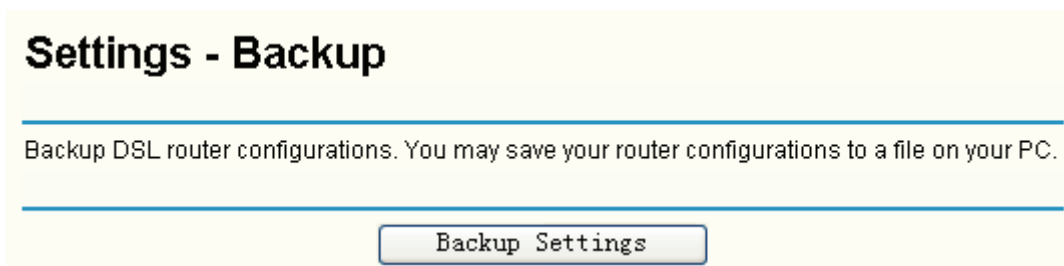 Settings - Backup
Backup DSL router configurations. You may save your router configurations to a file on your PC.
Backup Settings